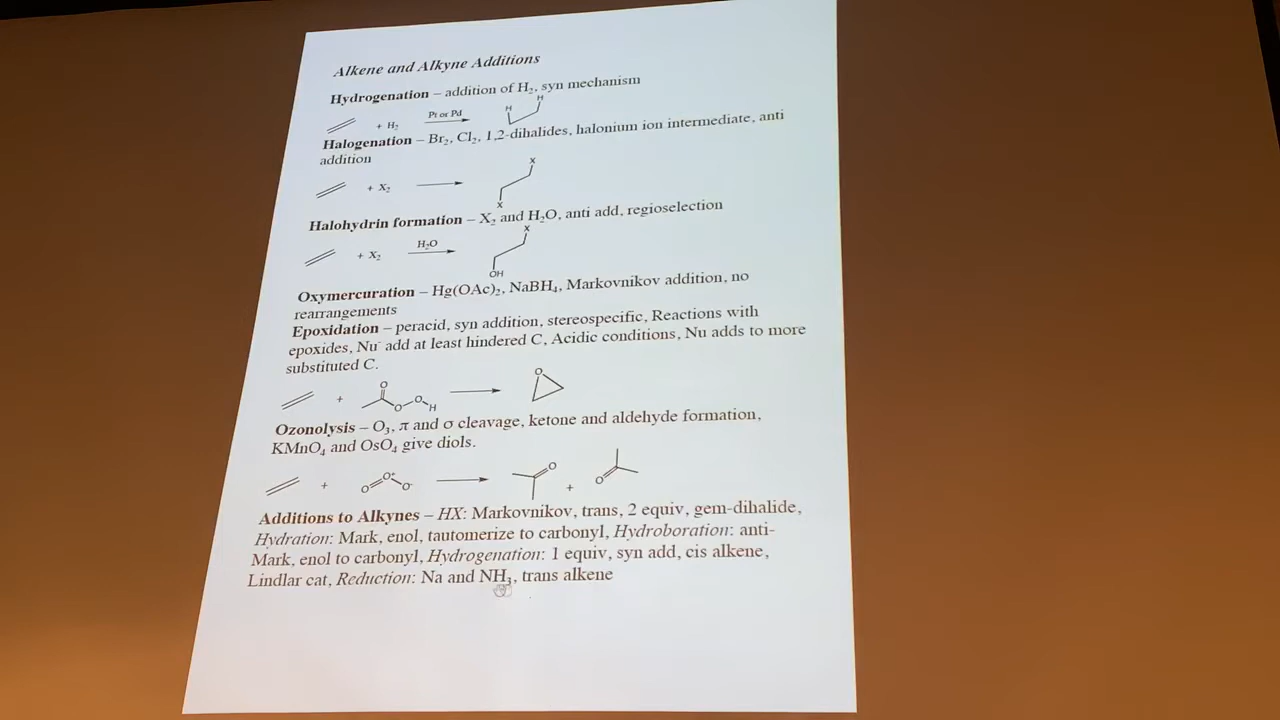 Alkene and Alkyne Additions
Hydrogenation – addition of H₂, syn mechanism
+ H₂ Pt or Pd H H
Halogenation – Br₂, Cl₂, 1,2-dihalides, halonium ion intermediate, anti
addition
+ X₂ X X
Halohydrin formation – X₂ and H₂O, anti add, regioselection
+ X₂ H₂O X OH
Oxymercuration – Hg(OAc)₂, NaBH₄, Markovnikov addition, no
rearrangements
Epoxidation – peracid, syn addition, stereospecific, Reactions with
epoxides, Nu⁻ add at least hindered C, Acidic conditions, Nu adds to more
substituted C.
+ O O O H O
Ozonolysis – O₃, π and σ cleavage, ketone and aldehyde formation,
KMnO₄ and OsO₄ give diols.
+ O O⁺ O⁻ O + O
Additions to Alkynes – HX: Markovnikov, trans, 2 equiv, gem-dihalide,
Hydration: Mark, enol, tautomerize to carbonyl, Hydroboration: anti-
Mark, enol to carbonyl, Hydrogenation: 1 equiv, syn add, cis alkene,
Lindlar cat, Reduction: Na and NH₃, trans alkene